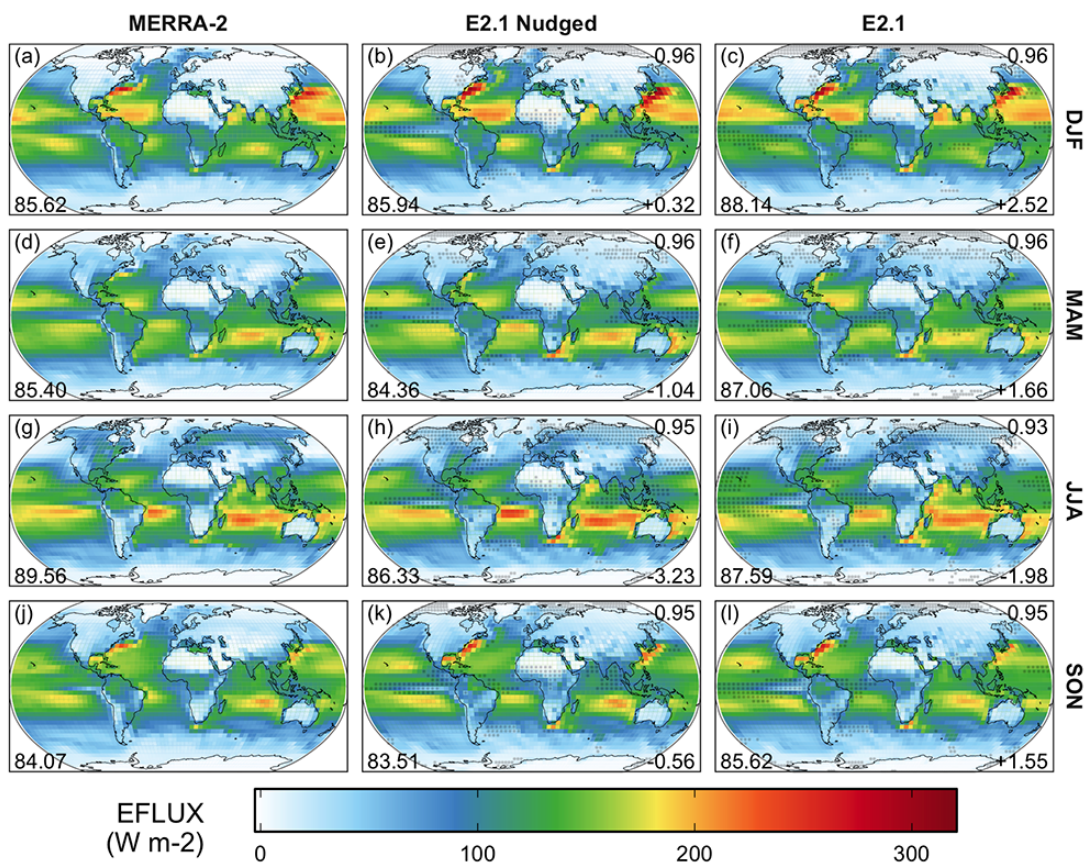 MERRA-2 E2.1 Nudged E2.1
(a) (b) 0.96 (c) 0.96
DJF
85.62 85.94 +0.32 88.14 +2.52
(d) (e) 0.96 (f) 0.96
MAM
85.40 84.36 -1.04 87.06 +1.66
(g) (h) 0.95 (i) 0.93
JJA
89.56 86.33 -3.23 87.59 -1.98
(j) (k) 0.95 (l) 0.95
SON
84.07 83.51 -0.56 85.62 +1.55
EFLUX
(W m-2)
0 100 200 300